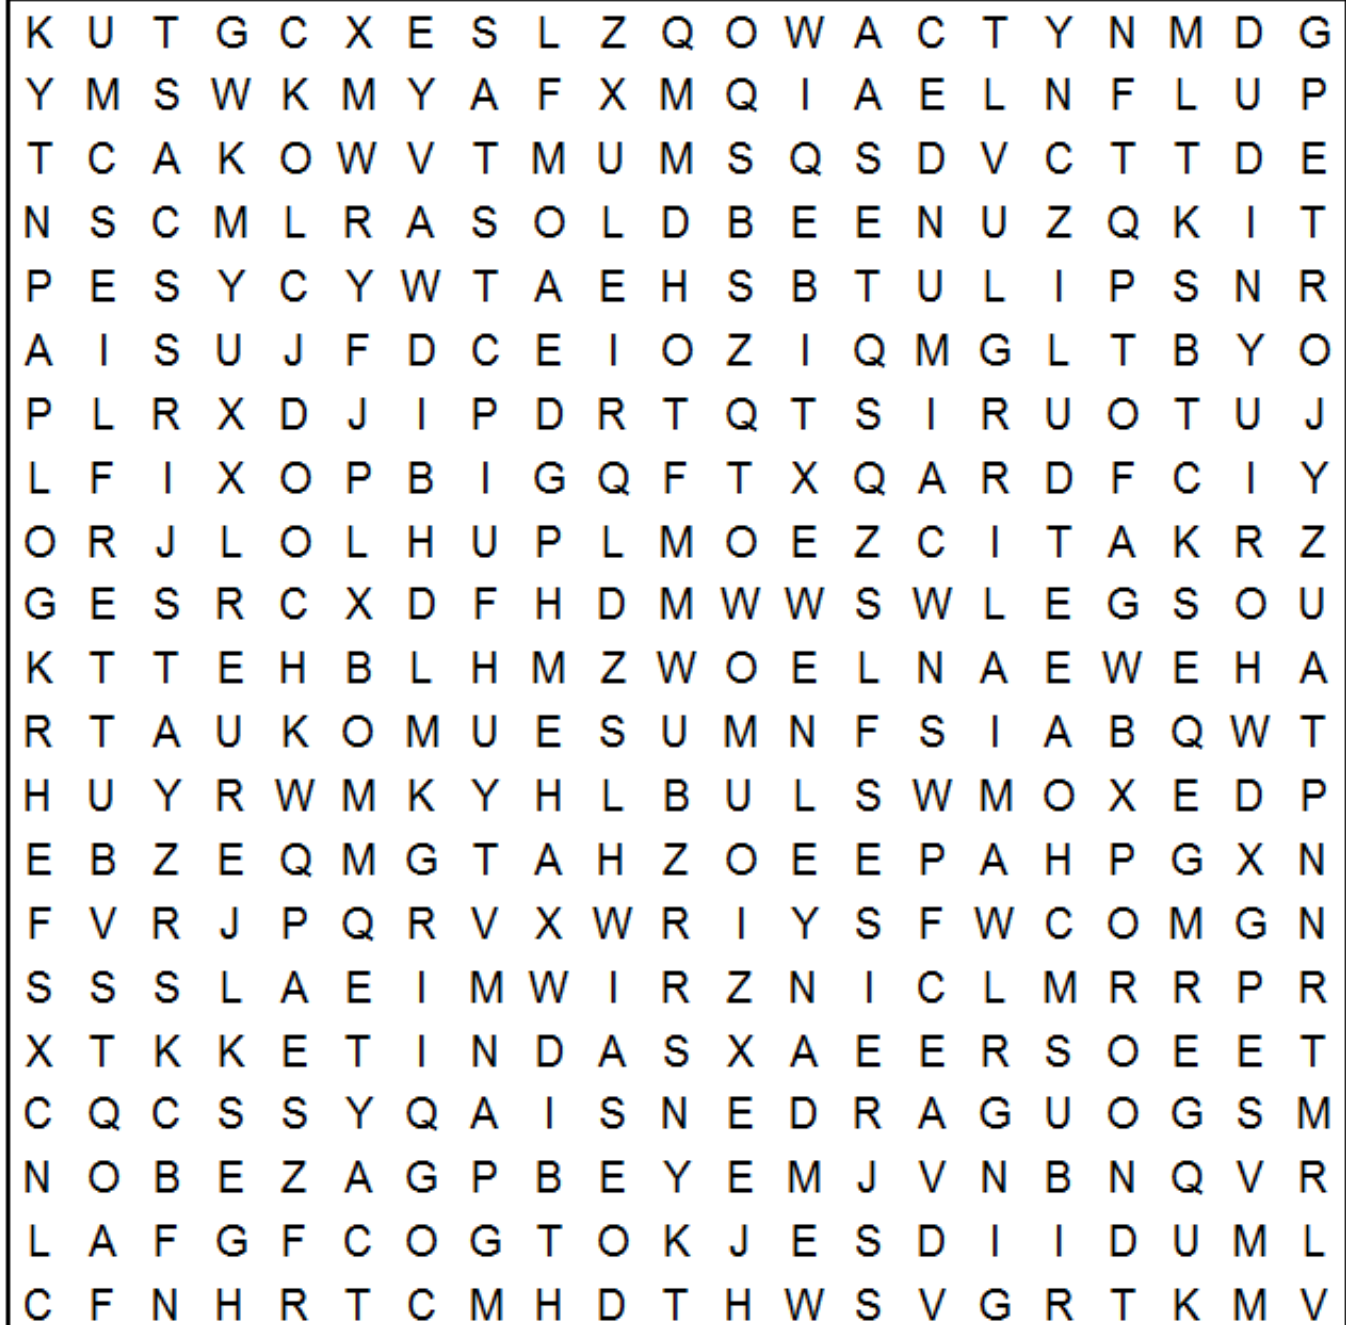 K U T G C X E S L Z Q O W A C T Y N M D G
Y M S W K M Y A F X M Q I A E L N F L U P
T C A K O W V T M U M S Q S D V C T T D E
N S C M L R A S O L D B E E N U Z Q K I T
P E S Y C Y W T A E H S B T U L I P S N R
A I S U J F D C E I O Z I Q M G L T B Y O
P L R X D J I P D R T Q T S I R U O T U J
L F I X O P B I G Q F T X Q A R D F C I Y
O R J L O L H U P L M O E Z C I T A K R Z
G E S R C X D F H D M W W S W L E G S O U
K T T E H B L H M Z W O E L N A E W E H A
R T A U K O M U E S U M N F S I A B Q W T
H U Y R W M K Y H L B U L S W M O X E D P
E B Z E Q M G T A H Z O E E P A H P G X N
F V R J P Q R V X W R I Y S F W C O M G N
S S S L A E I M W I R Z N I C L M R R P R
X T K K E T I N D A S X A E E R S O E E T
C Q C S S Y Q A I S N E D R A G U O G S M
N O B E Z A G P B E Y E M J V N B N Q V R
L A F G F C O G T O K J E S D I I D U M L
C F N H R T C M H D T H W S V G R T K M V